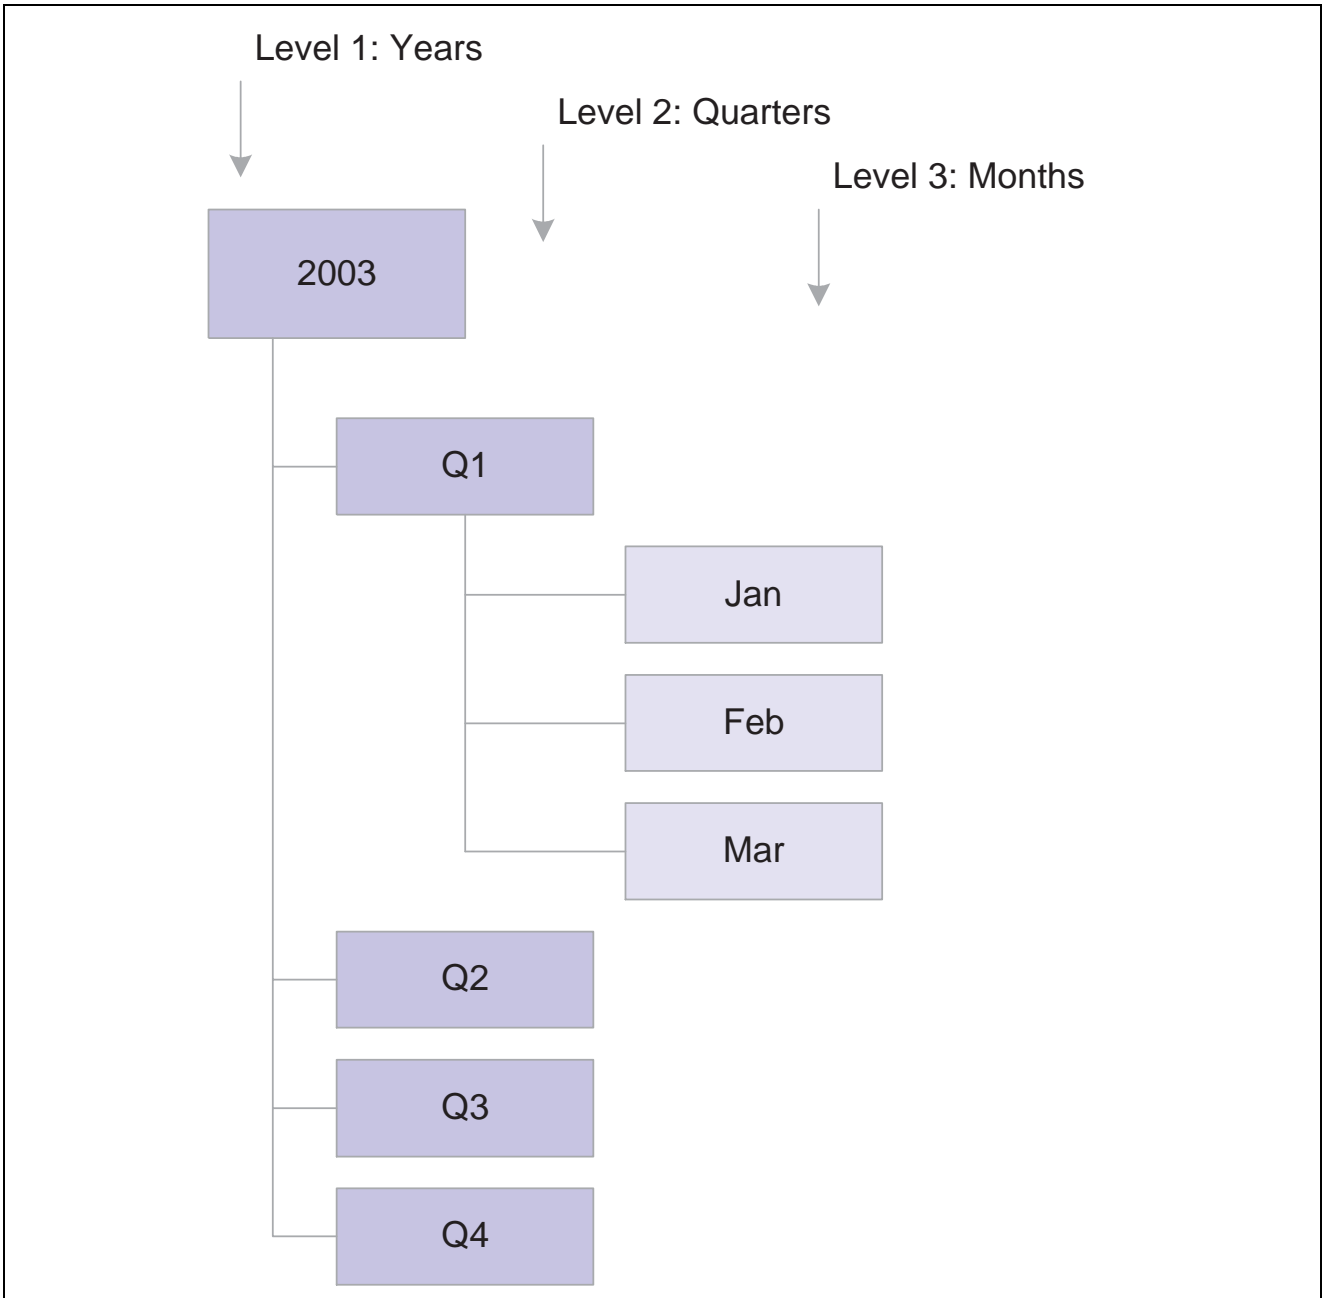 Level 1: Years
Level 2: Quarters
Level 3: Months
2003
Q1
Jan
Feb
Mar
Q2
Q3
Q4